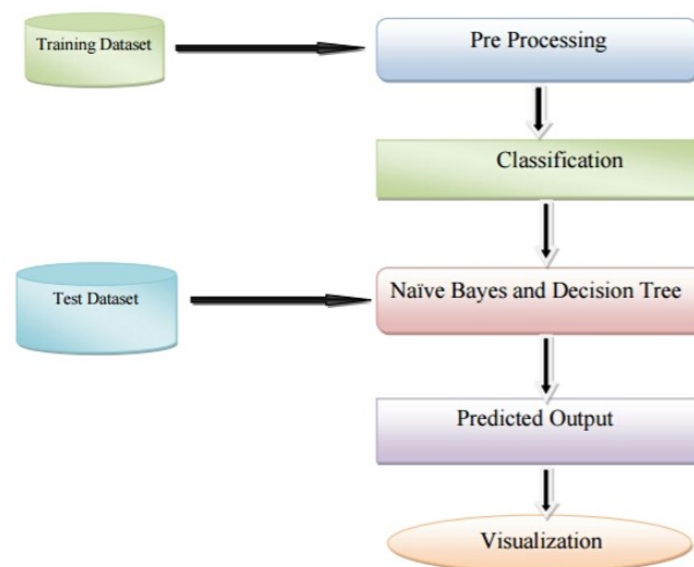 Training Dataset
Pre Processing
Classification
Test Dataset
Naïve Bayes and Decision Tree
Predicted Output
Visualization